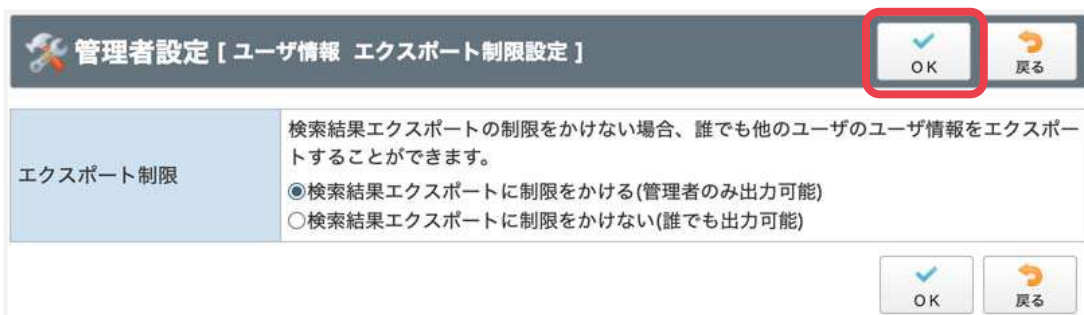 管理者設定 [ ユーザ情報 エクスポート制限設定 ]
OK
戻る
エクスポート制限
検索結果エクスポートの制限をかけない場合、誰でも他のユーザのユーザ情報をエクスポー
トすることができます。
◉検索結果エクスポートに制限をかける(管理者のみ出力可能)
○検索結果エクスポートに制限をかけない(誰でも出力可能)
OK
戻る